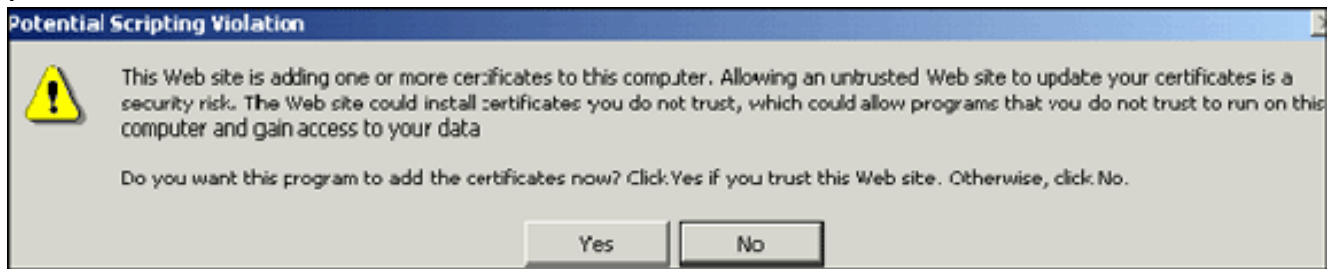 Potential Scripting Violation
This Web site is adding one or more certificates to this computer. Allowing an untrusted Web site to update your certificates is a
security risk. The Web site could install certificates you do not trust, which could allow programs that you do not trust to run on this
computer and gain access to your data
Do you want this program to add the certificates now? Click Yes if you trust this Web site. Otherwise, click No.
Yes No